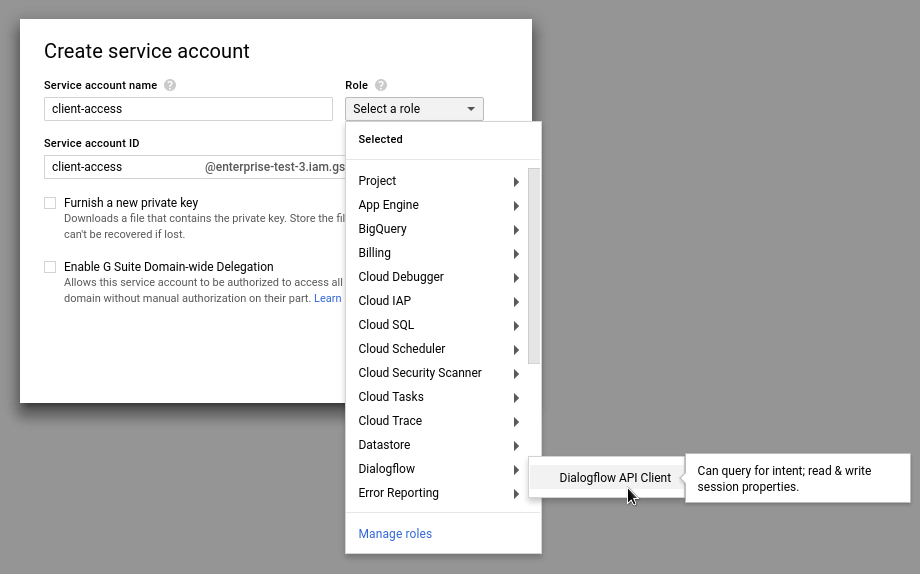 Create service account
Service account name
Role
client-access
Select a role
Selected
Service account ID
client-access @enterprise-test-3.iam.gs
Furnish a new private key
Downloads a file that contains the private key. Store the fil
can't be recovered if lost.
Enable G Suite Domain-wide Delegation
Allows this service account to be authorized to access all
domain without manual authorization on their part. Learn
Project
App Engine
BigQuery
Billing
Cloud Debugger
Cloud IAP
Cloud SQL
Cloud Scheduler
Cloud Security Scanner
Cloud Tasks
Cloud Trace
Datastore
Dialogflow
Error Reporting
Manage roles
Dialogflow API Client
Can query for intent; read & write
session properties.